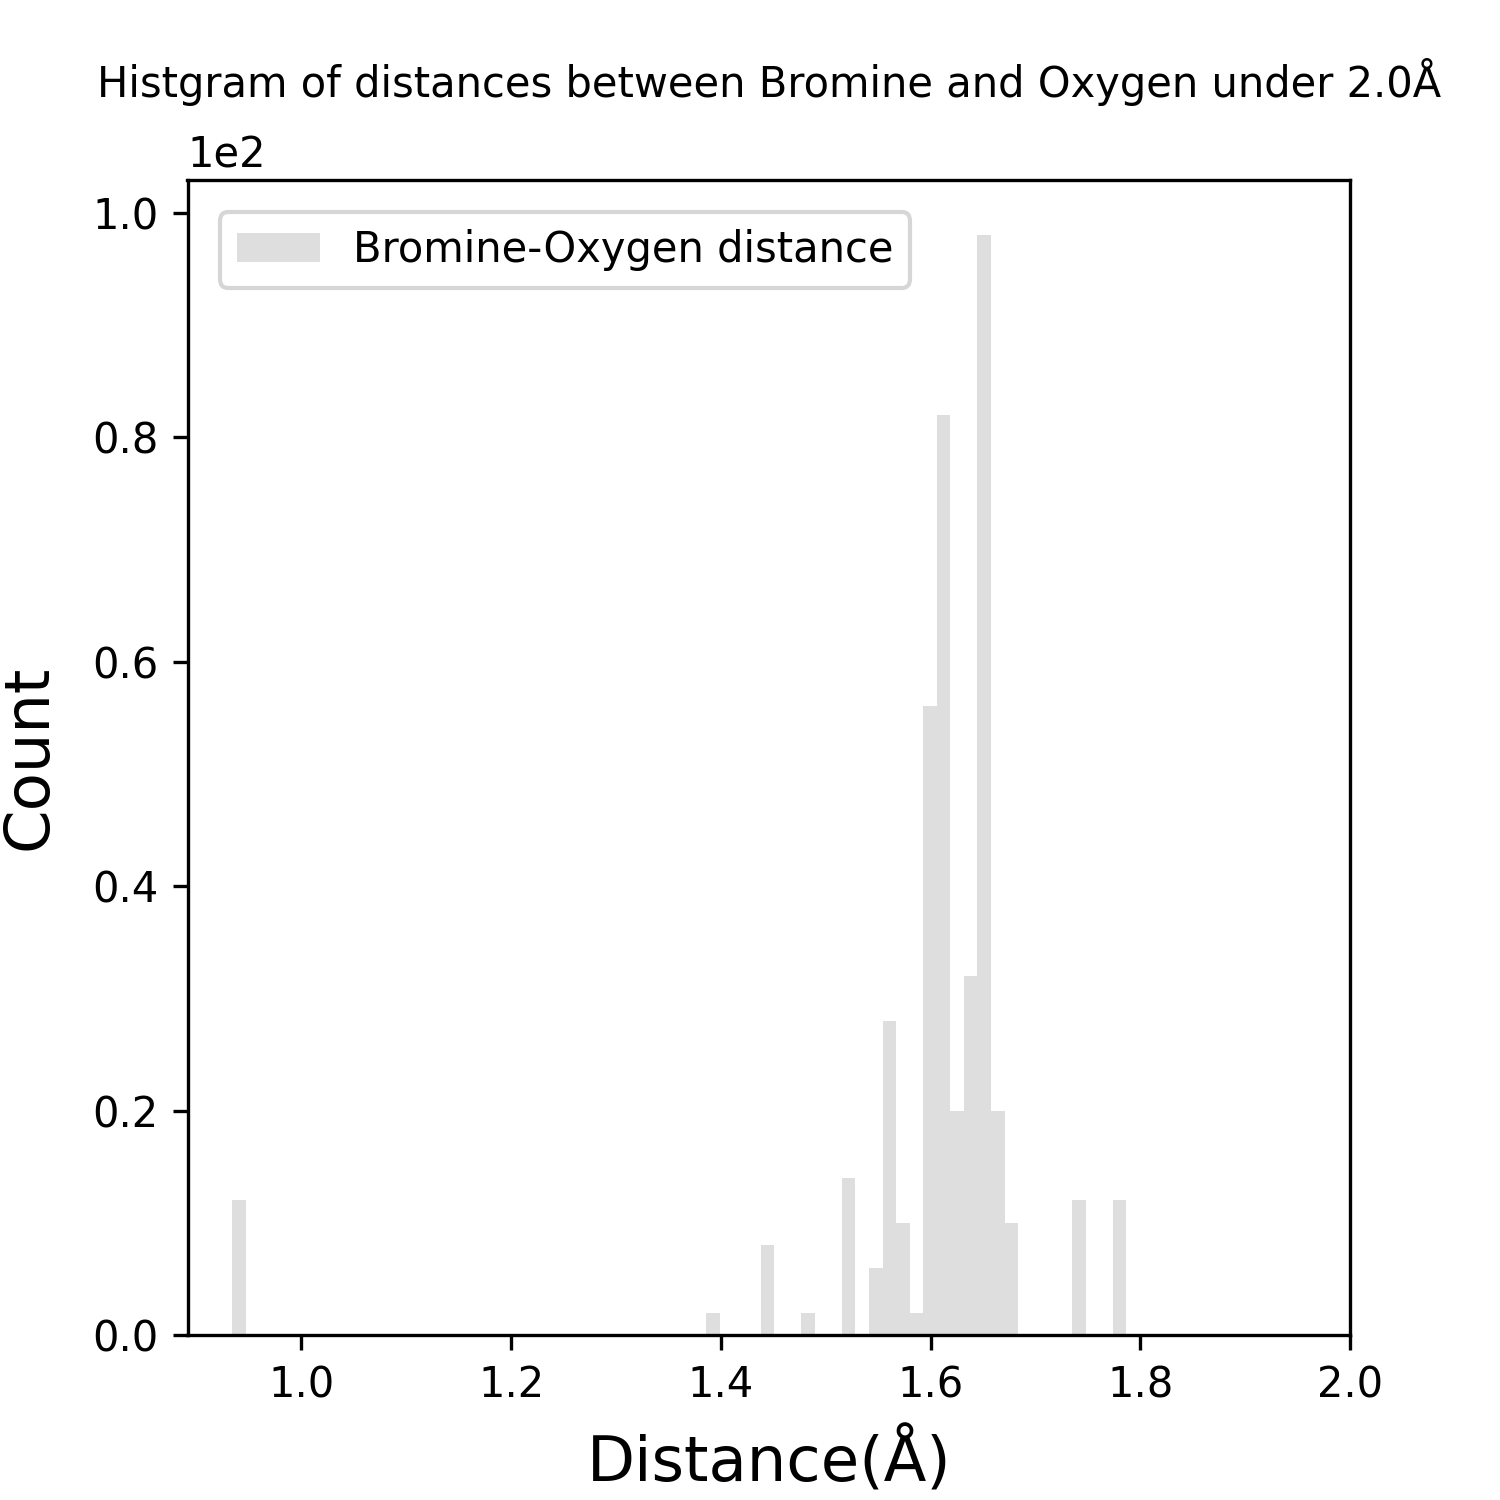 Histgram of distances between Bromine and Oxygen under 2.0Å
1e2
1.0
Bromine-Oxygen distance
0.8
0.6
Count
0.4
0.2
0.0
1.0 1.2 1.4 1.6 1.8 2.0
Distance(Å)